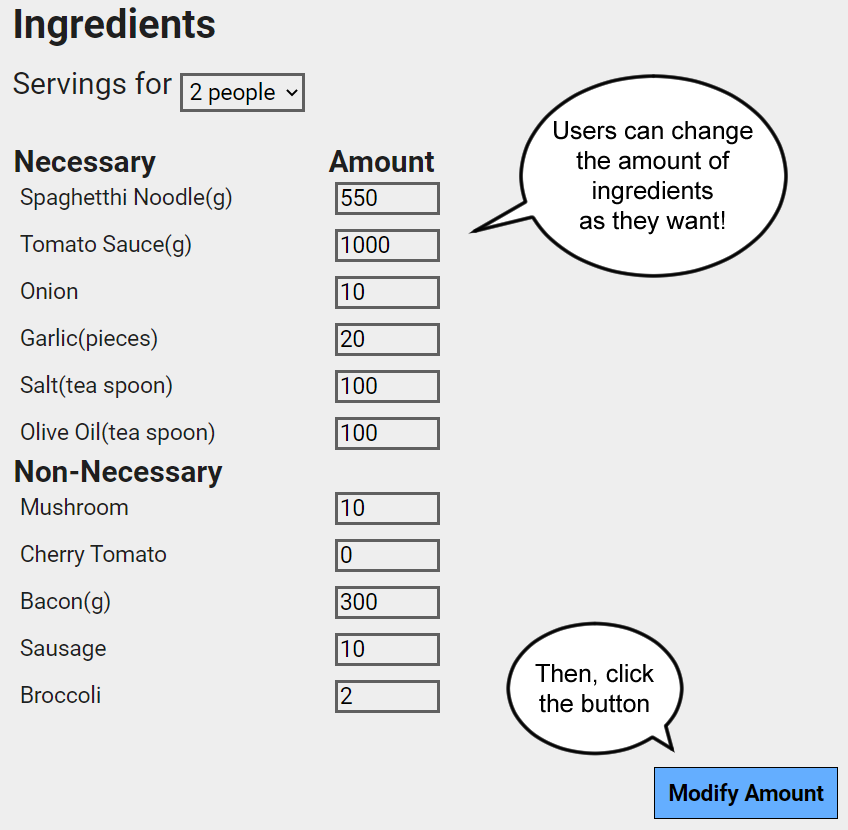 Ingredients
Servings for 2 people
Necessary Amount
Spaghetthi Noodle(g) 550
Tomato Sauce(g) 1000
Onion 10
Garlic(pieces) 20
Salt(tea spoon) 100
Olive Oil(tea spoon) 100
Non-Necessary
Mushroom 10
Cherry Tomato 0
Bacon(g) 300
Sausage 10
Broccoli 2
Users can change
the amount of
ingredients
as they want!
Then, click
the button
Modify Amount